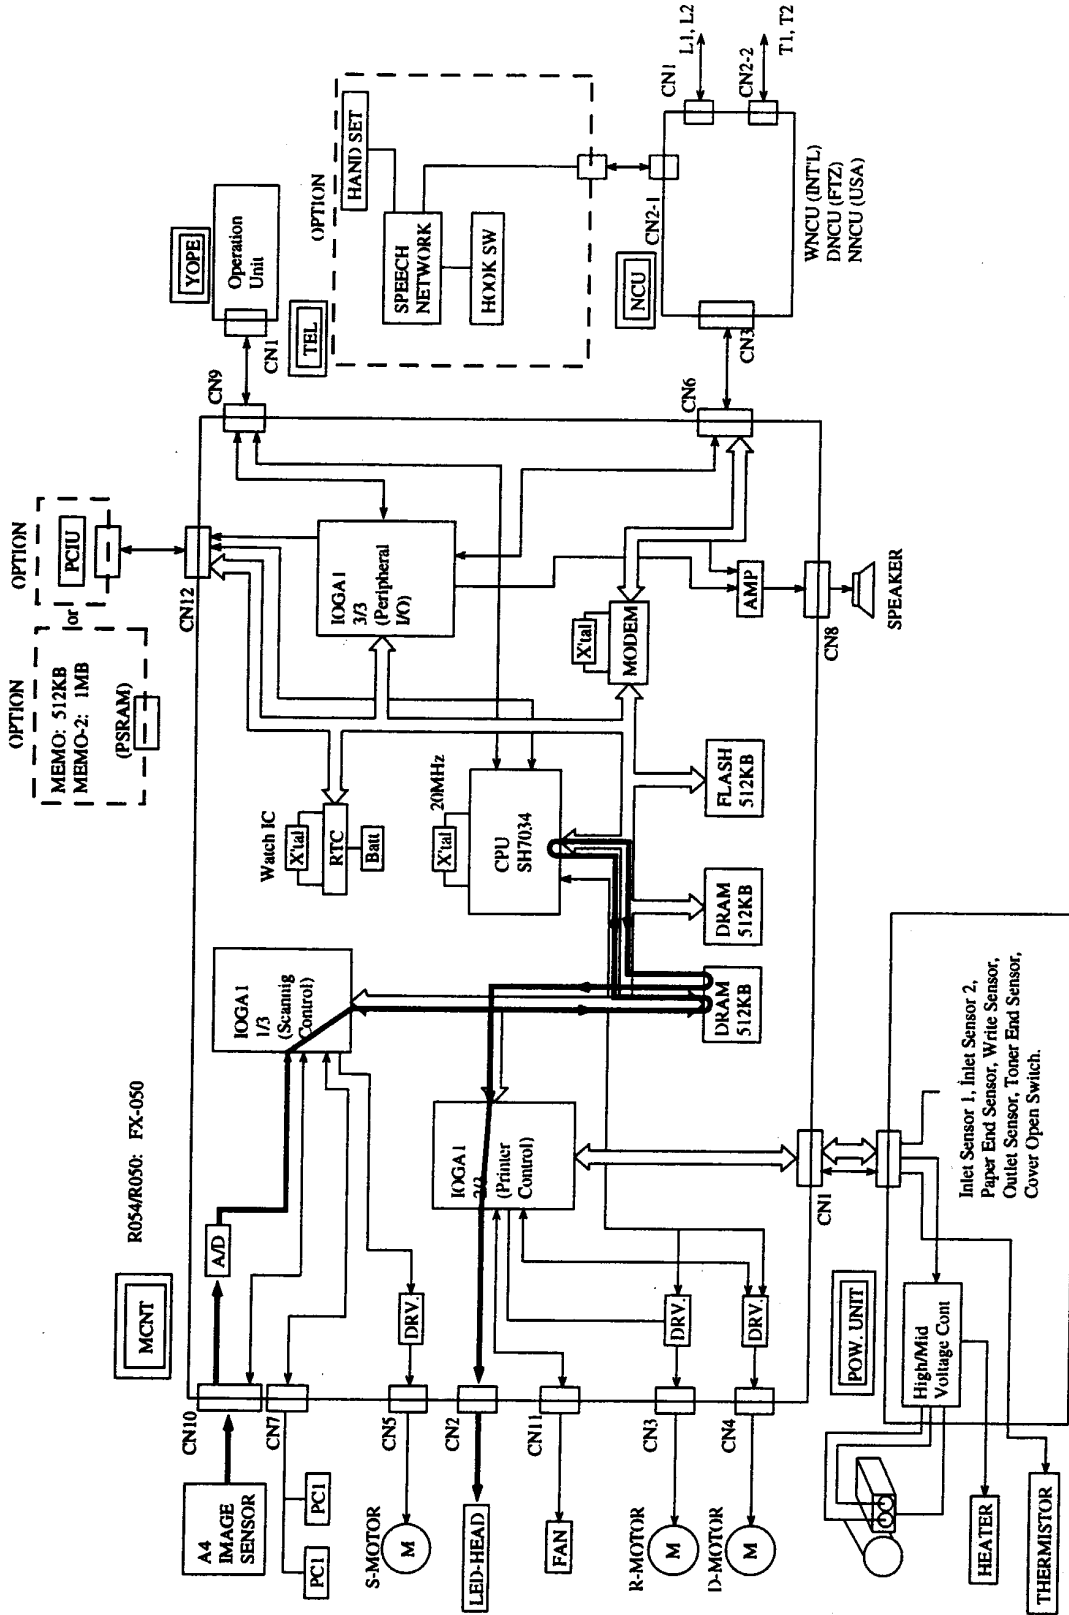 R054/R050: FX-050
MCNT
A4
IMAGE
SENSOR
PC1
PC1
CN10
CN7
A/D
S-MOTOR
M
CN5
DRV.
LED-HEAD
CN2
FAN
CN11
R-MOTOR
M
CN3
DRV.
D-MOTOR
M
CN4
DRV.
IOGA1
1/3
(Scannig
Control)
IOGA1
2/3
(Printer
Control)
Watch IC
X'tal
RTC
Batt
20MHz
X'tal
CPU
SH7034
DRAM
512KB
DRAM
512KB
FLASH
512KB
IOGA1
3/3
(Peripheral
I/O)
X'tal
MODEM
AMP
CN8
SPEAKER
OPTION
MEMO: 512KB
MEMO-2: 1MB
(PSRAM)
or
OPTION
PCIU
CN12
CN9
CN1
YOPE
Operation
Unit
TEL
OPTION
HAND SET
SPEECH
NETWORK
HOOK SW
CN6
CN3
NCU
CN2-1
CN1
L1, L2
CN2-2
T1, T2
WNCU (INT'L)
DNCU (FTZ)
NNCU (USA)
CN1
POW. UNIT
High/Mid
Voltage Cont
HEATER
THERMISTOR
Inlet Sensor 1, Inlet Sensor 2,
Paper End Sensor, Write Sensor,
Outlet Sensor, Toner End Sensor,
Cover Open Switch.